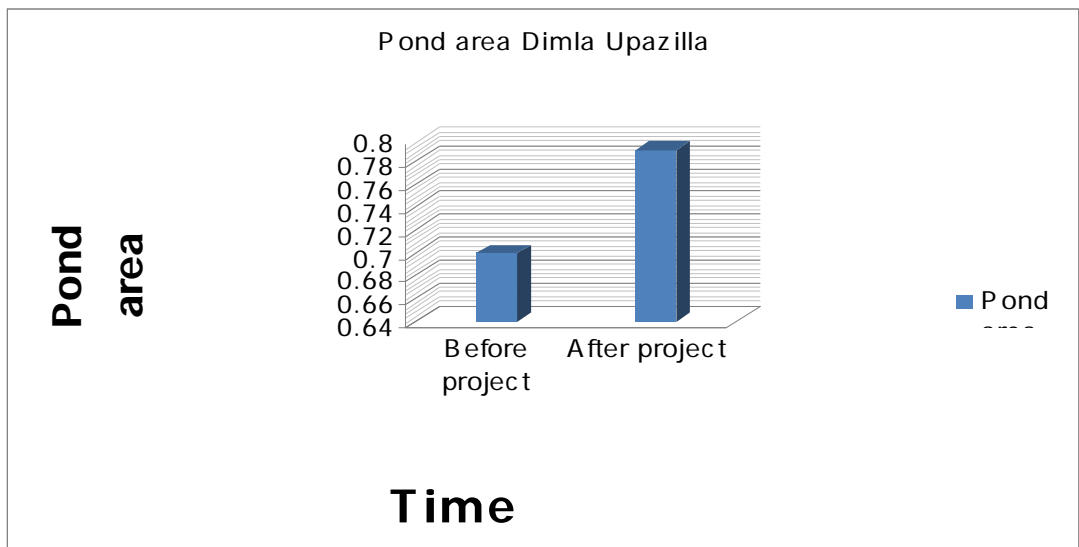 Pond area Dimla Upazilla
Pond
area
0.8
0.78
0.76
0.74
0.72
0.7
0.68
0.66
0.64
Before
project
After project
Time
Pond